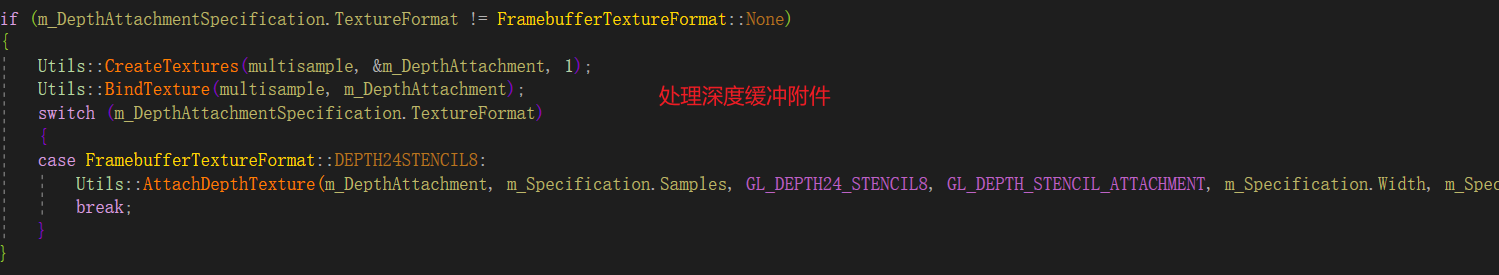 if (m_DepthAttachmentSpecification.TextureFormat != FramebufferTextureFormat::None)
{
Utils::CreateTextures(multisample, &m_DepthAttachment, 1);
Utils::BindTexture(multisample, m_DepthAttachment);
处理深度缓冲附件
switch (m_DepthAttachmentSpecification.TextureFormat)
{
case FramebufferTextureFormat::DEPTH24STENCIL8:
Utils::AttachDepthTexture(m_DepthAttachment, m_Specification.Samples, GL_DEPTH24_STENCIL8, GL_DEPTH_STENCIL_ATTACHMENT, m_Specification.Width, m_Spec
break;
}
}